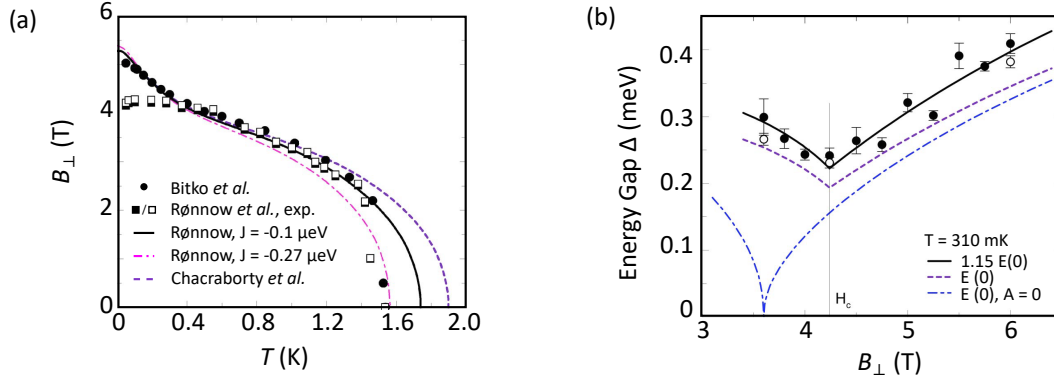 (a)
6
4
2
0
B⊥(T)
0
0.4
0.8
1.2
1.6
2.0
T (K)
Bitko et al.
Rønnow et al., exp.
Rønnow, J = -0.1 µeV
Rønnow, J = -0.27 µeV
Chacraborty et al.
(b)
0.4
0.3
0.2
0.1
0
Energy Gap Δ (meV)
3
4
5
6
B⊥ (T)
Hc
T = 310 mK
1.15 E(0)
E (0)
E (0), A = 0